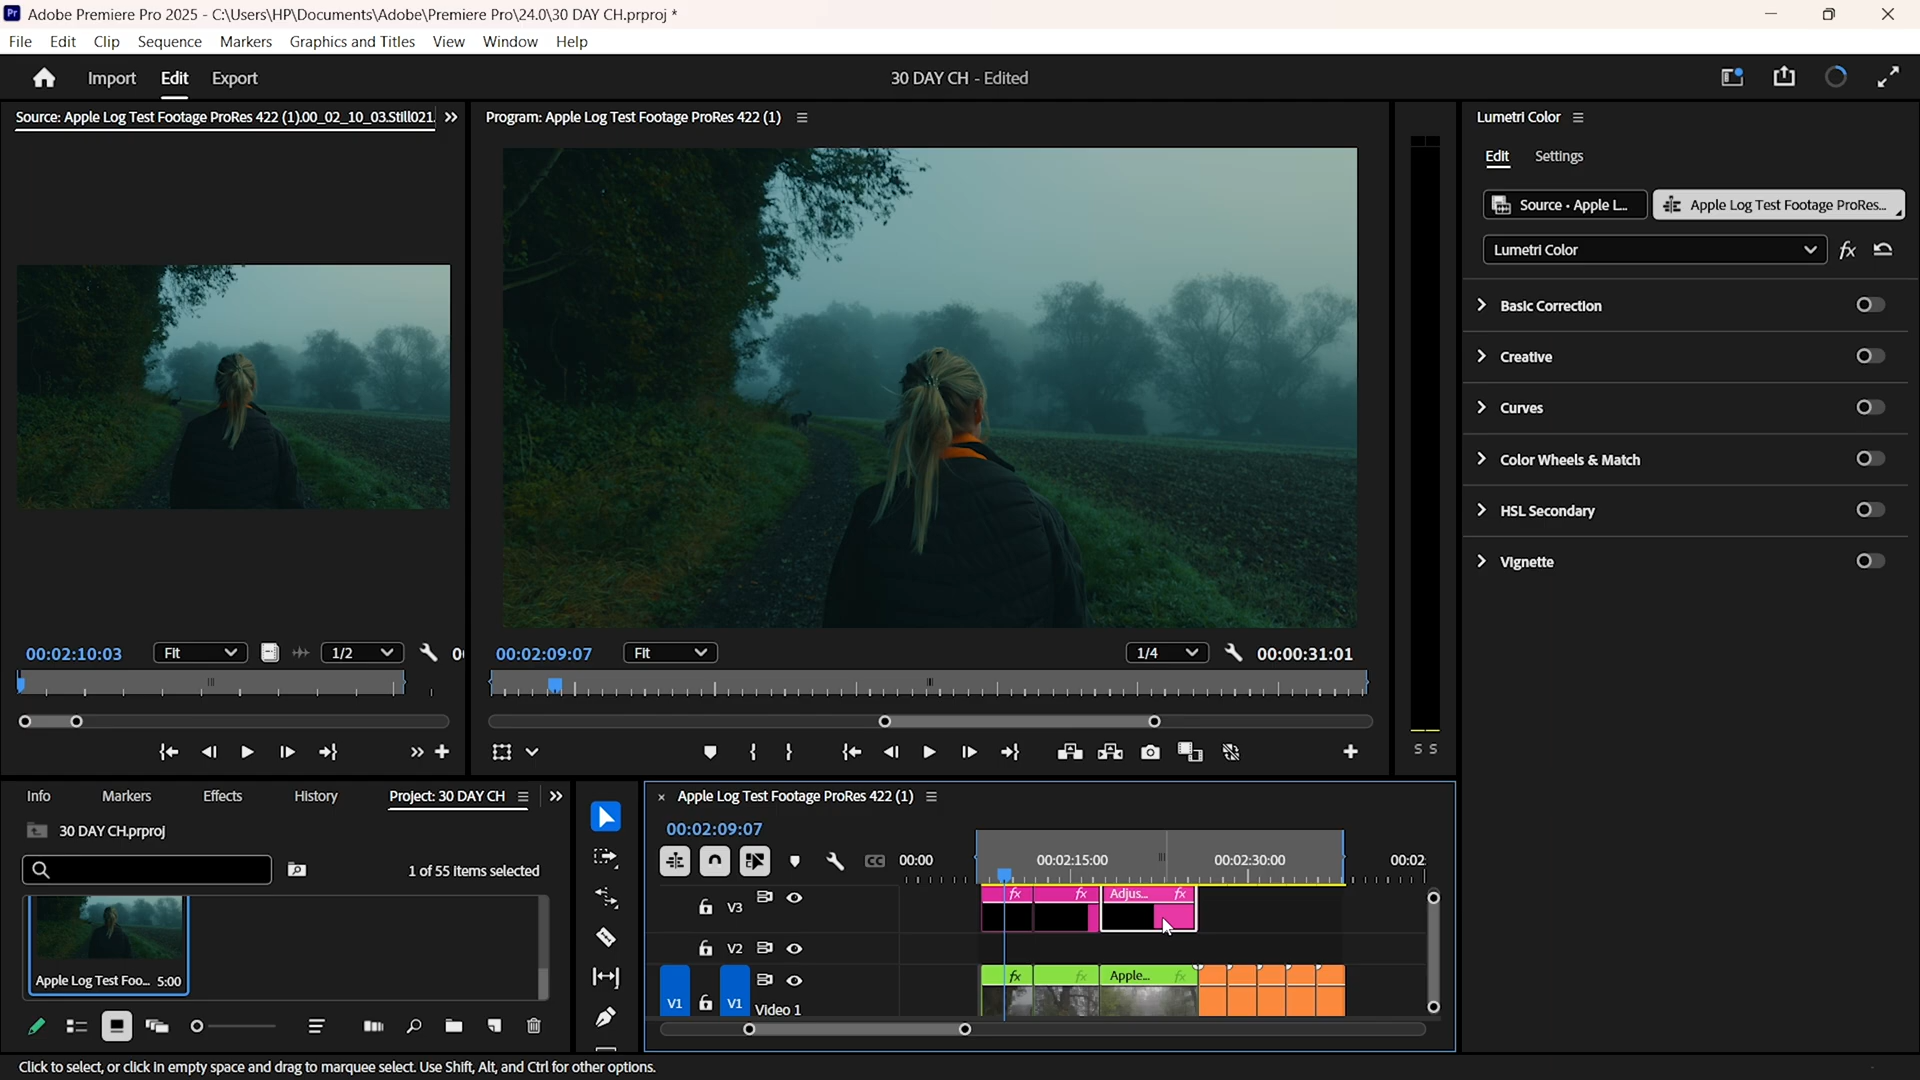 Adobe Premiere Pro 2025 - C:\Users\HP\Documents\Adobe\Premiere Pro\24.0\30 DAY CH.prproj *
File Edit Clip Sequence Markers Graphics and Titles View Window Help
Import Edit Export 30 DAY CH - Edited
Source: Apple Log Test Footage ProRes 422 (1).00_02_10_03.Still021.
Program: Apple Log Test Footage ProRes 422 (1)
Lumetri Color
Edit Settings
Source • Apple L... Apple Log Test Footage ProRes...
Lumetri Color fx
Basic Correction
Creative
Curves
Color Wheels & Match
HSL Secondary
Vignette
00:02:10:03 Fit 1/2
00:02:09:07 Fit 1/4 00:00:31:01
S S
Info Markers Effects History Project: 30 DAY CH
30 DAY CH.prproj
1 of 55 Items selected
Apple Log Test Foo... 5:00
× Apple Log Test Footage ProRes 422 (1)
00:02:09:07
CC 00:00 00:02:15:00 00:02:30:00 00:02:
V3 fx fx Adjus... fx
V2
V1 V1 Video 1 fx fx Apple... fx
Click to select, or click in empty space and drag to marquee select. Use Shift, Alt, and Ctrl for other options.